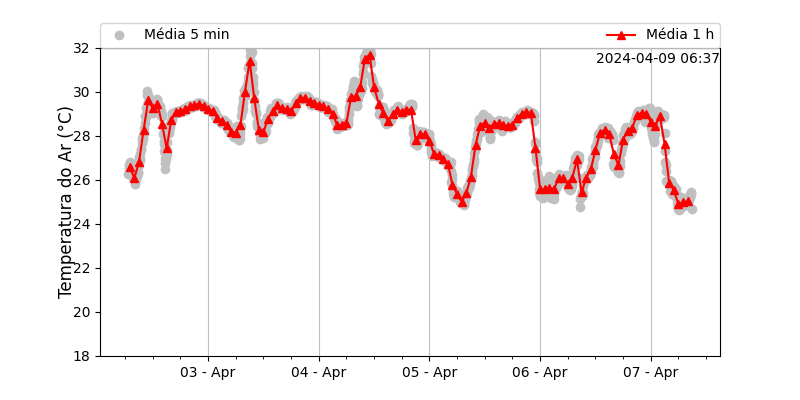 Média 5 min
Média 1 h
2024-04-09 06:37
Temperatura do Ar (°C)
32
30
28
26
24
22
20
18
03 - Apr
04 - Apr
05 - Apr
06 - Apr
07 - Apr